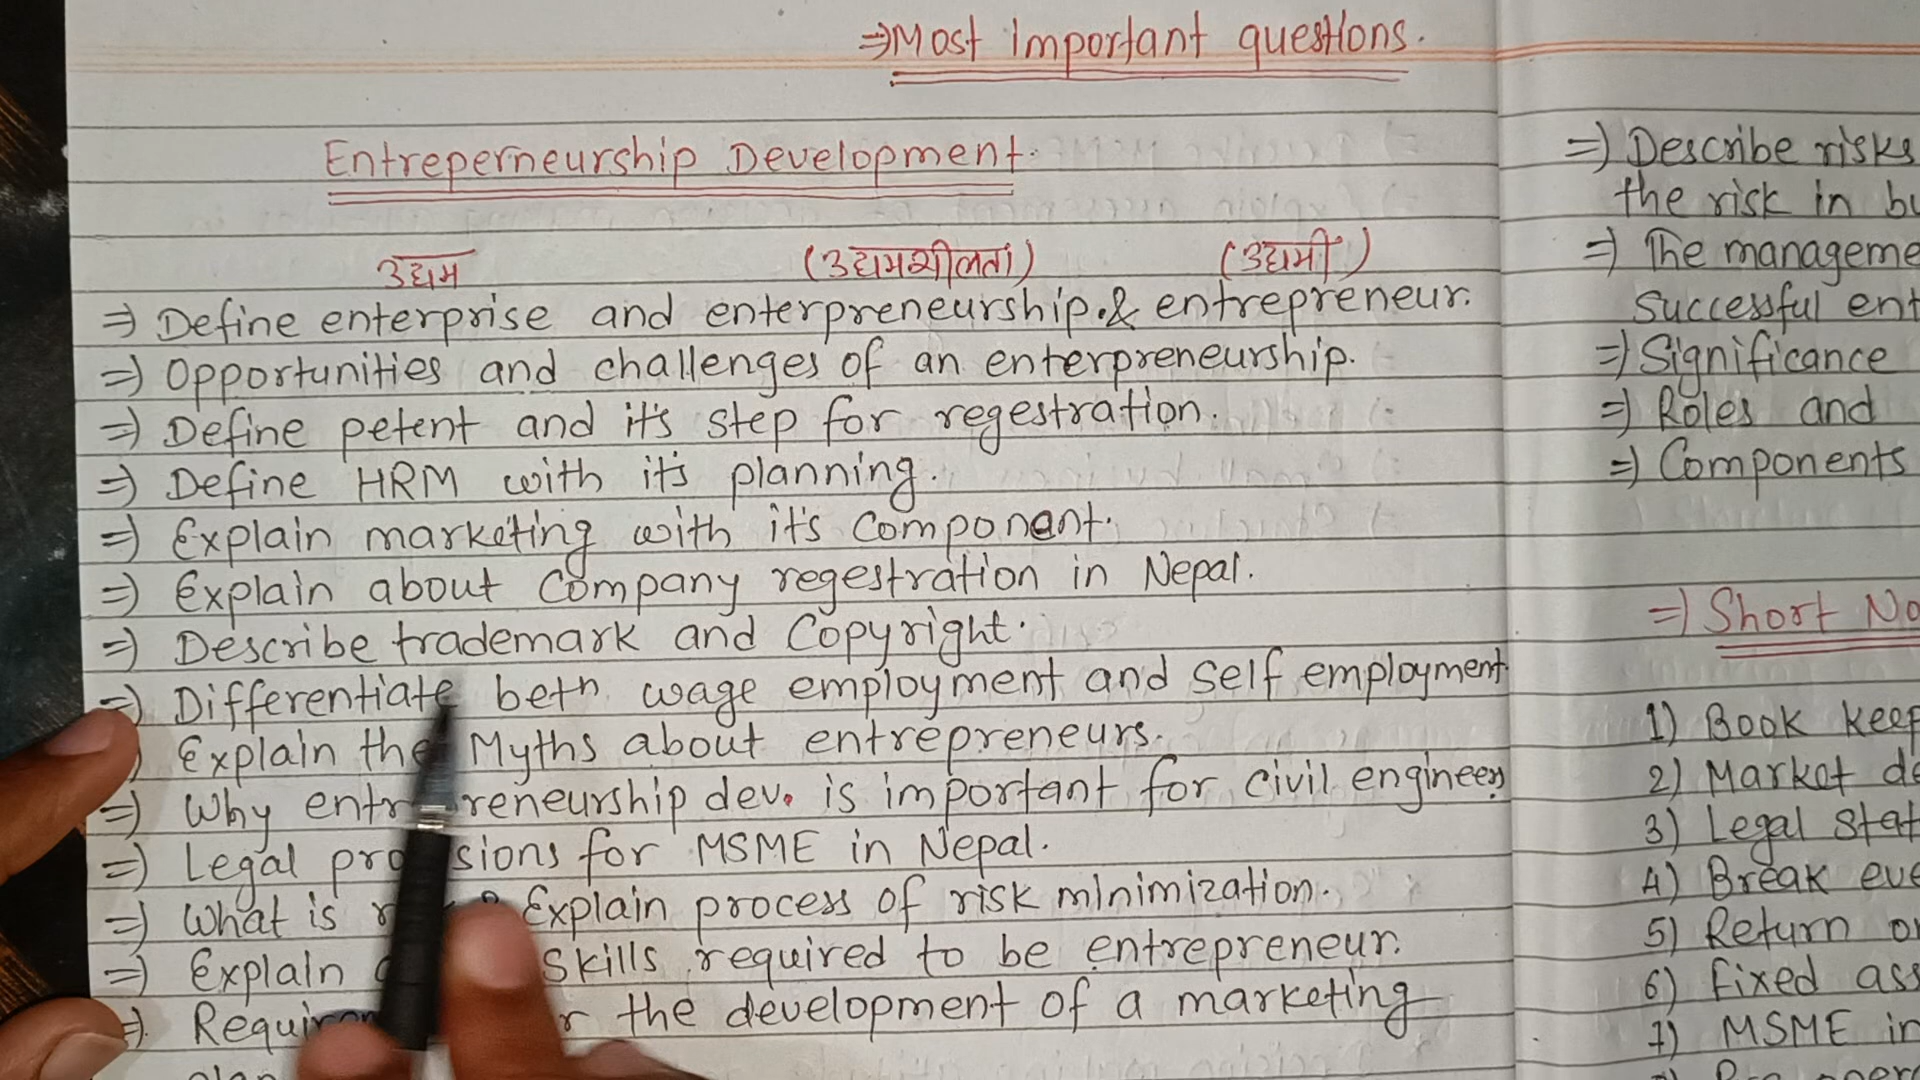 ⇒Most important questions.
Entreperneurship Development.
उद्यम (उद्यमशीलता) (उद्यमी)
⇒ Define enterprise and enterpreneurship.& entrepreneur.
⇒ Opportunities and challenges of an enterpreneurship.
⇒ Define petent and it's step for regestration.
⇒ Define HRM with it's planning.
⇒ Explain marketing with it's componant.
⇒ Explain about Company regestration in Nepal.
⇒ Describe trademark and Copyright.
⇒ Differentiate betn wage employment and self employment
Explain the Myths about entrepreneurs.
⇒ Why dev. is important for civil engineers
⇒ Legal for MSME in Nepal.
⇒ What is Explain process of risk minimization.
⇒ Explain skills required to be entrepreneur.
⇒ the development of a marketing
⇒ Describe risks
the risk in
⇒ The
Successful
⇒ Significance
⇒ Roles and
⇒ Components
⇒ Short
1) Book
2) Market
3) Legal
4) Break
5) Return
6) Fixed
7) MSME in